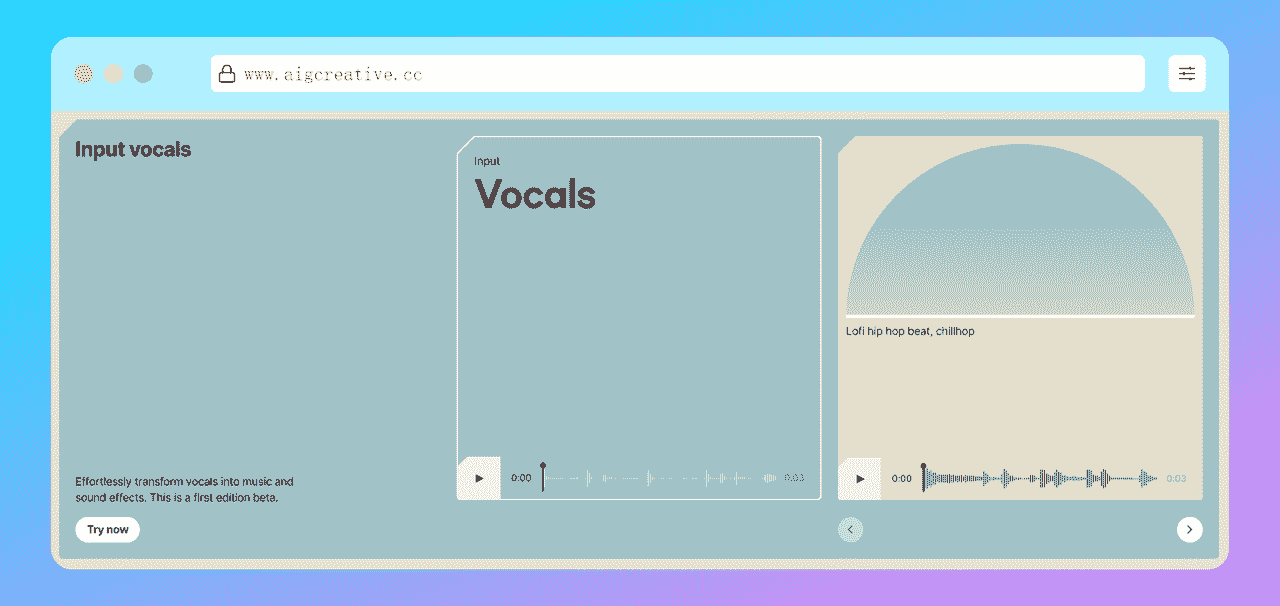 www.aigcreative.cc
Input vocals
Effortlessly transform vocals into music and
sound effects. This is a first edition beta.
Try now
Input
Vocals
0:00
0:03
Lofi hip hop beat, chillhop
0:00
0:03